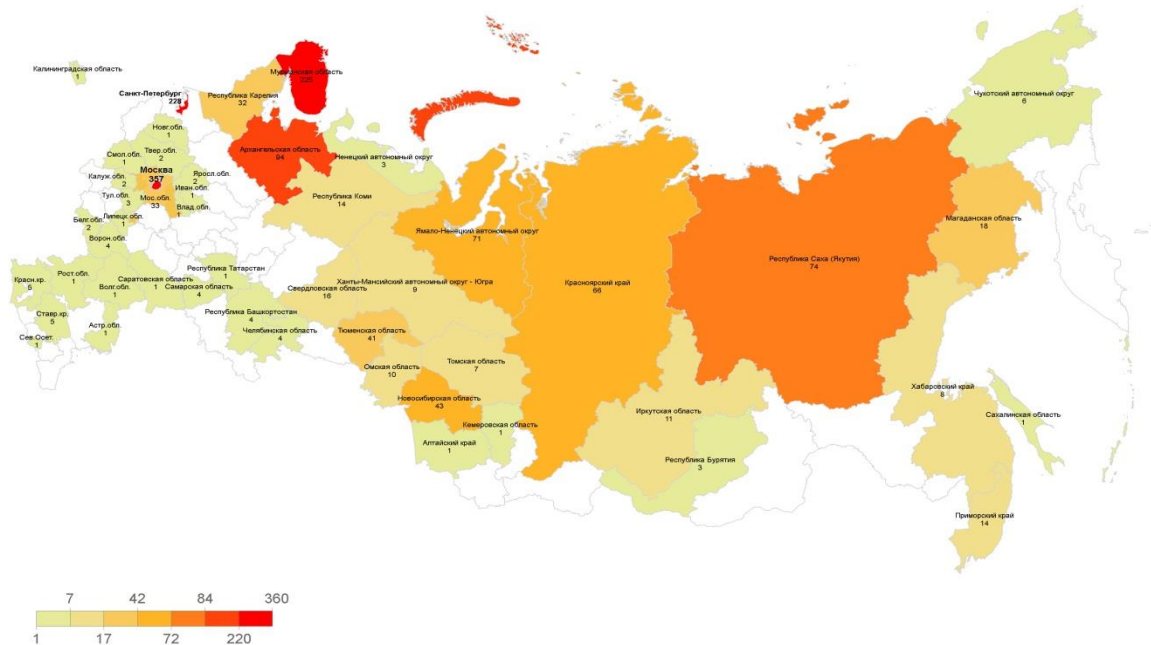 Калининградская область
1
Мурманская область
225
Санкт-Петербург
228
Республика Карелия
32
Чукотский автономный округ
6
Новг.обл.
1
Твер.обл.
2
Смол.обл.
1
Архангельская область
94
Ненецкий автономный округ
3
Москва
357
Калуж.обл.
2
Яросл.обл.
2
Иван.обл.
1
Тул.обл.
3
Мос.обл.
33
Влад.обл.
1
Республика Коми
14
Липецк.обл.
1
Белг.обл.
2
Ворон.обл.
4
Ямало-Ненецкий автономный округ
71
Магаданская область
18
Республика Саха (Якутия)
74
Республика Татарстан
1
Красн.кр.
5
Рост.обл.
1
Волг.обл.
1
Саратовская область
1
Самарская область
4
Свердловская область
16
Ханты-Мансийский автономный округ - Югра
9
Красноярский край
66
Ставр.кр.
5
Астр.обл.
1
Сев.Осет.
1
Республика Башкортостан
4
Челябинская область
4
Тюменская область
41
Омская область
10
Томская область
7
Новосибирская область
43
Кемеровская область
1
Алтайский край
1
Иркутская область
11
Республика Бурятия
3
Хабаровский край
8
Сахалинская область
1
Приморский край
14
7 42 84 360
1 17 72 220